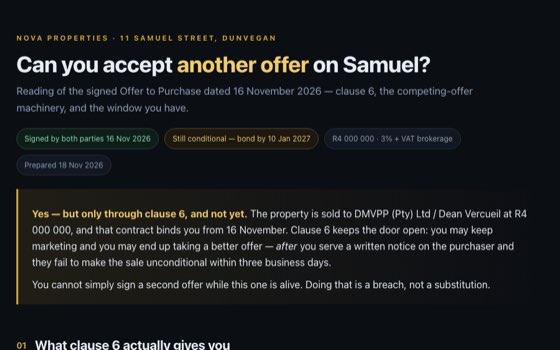 NOVA PROPERTIES · 11 SAMUEL STREET, DUNVEGAN
Can you accept another offer on Samuel?
Reading of the signed Offer to Purchase dated 16 November 2026 — clause 6, the competing-offer
machinery, and the window you have.
Signed by both parties 16 Nov 2026
Still conditional — bond by 10 Jan 2027
R4 000 000 · 3% + VAT brokerage
Prepared 18 Nov 2026
Yes — but only through clause 6, and not yet. The property is sold to DMVPP (Pty) Ltd / Dean Vercueil at R4
000 000, and that contract binds you from 16 November. Clause 6 keeps the door open: you may keep
marketing and you may end up taking a better offer — after you serve a written notice on the purchaser and
they fail to make the sale unconditional within three business days.
You cannot simply sign a second offer while this one is alive. Doing that is a breach, not a substitution.
01 What clause 6 actually gives you